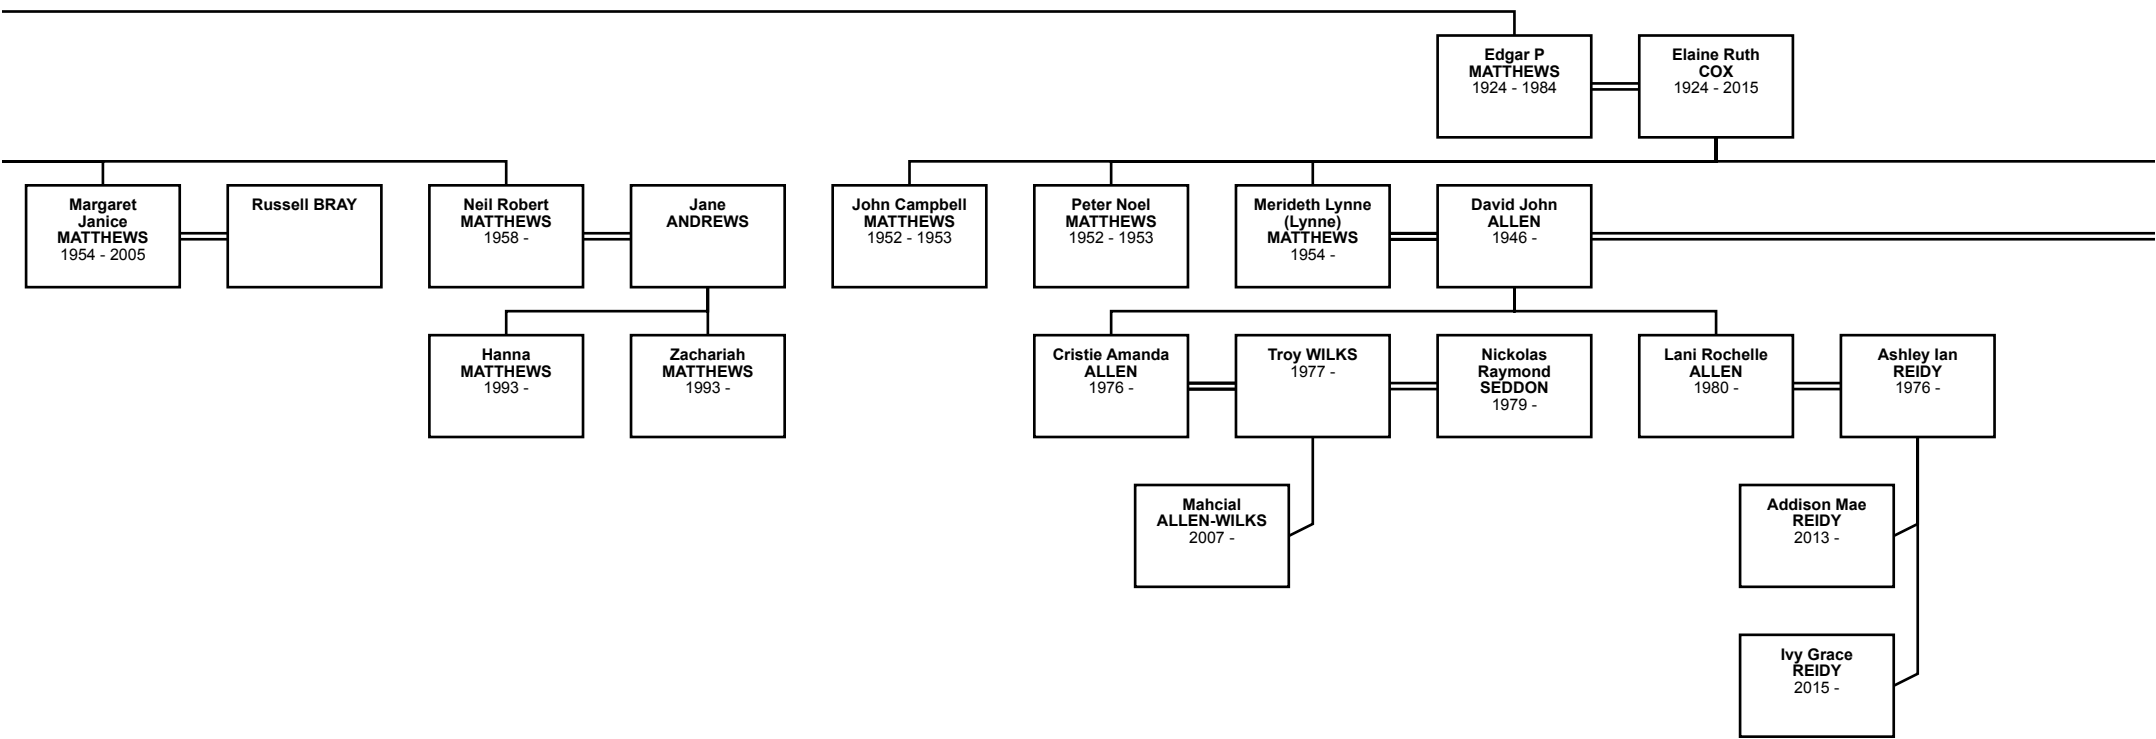 Edgar P
MATTHEWS
1924 - 1984
Elaine Ruth
COX
1924 - 2015
Margaret
Janice
MATTHEWS
1954 - 2005
Russell BRAY
Neil Robert
MATTHEWS
1958 -
Jane
ANDREWS
John Campbell
MATTHEWS
1952 - 1953
Peter Noel
MATTHEWS
1952 - 1953
Merideth Lynne
(Lynne)
MATTHEWS
1954 -
David John
ALLEN
1946 -
Hanna
MATTHEWS
1993 -
Zachariah
MATTHEWS
1993 -
Cristie Amanda
ALLEN
1976 -
Troy WILKS
1977 -
Nickolas
Raymond
SEDDON
1979 -
Lani Rochelle
ALLEN
1980 -
Ashley Ian
REIDY
1976 -
Mahcial
ALLEN-WILKS
2007 -
Addison Mae
REIDY
2013 -
Ivy Grace
REIDY
2015 -